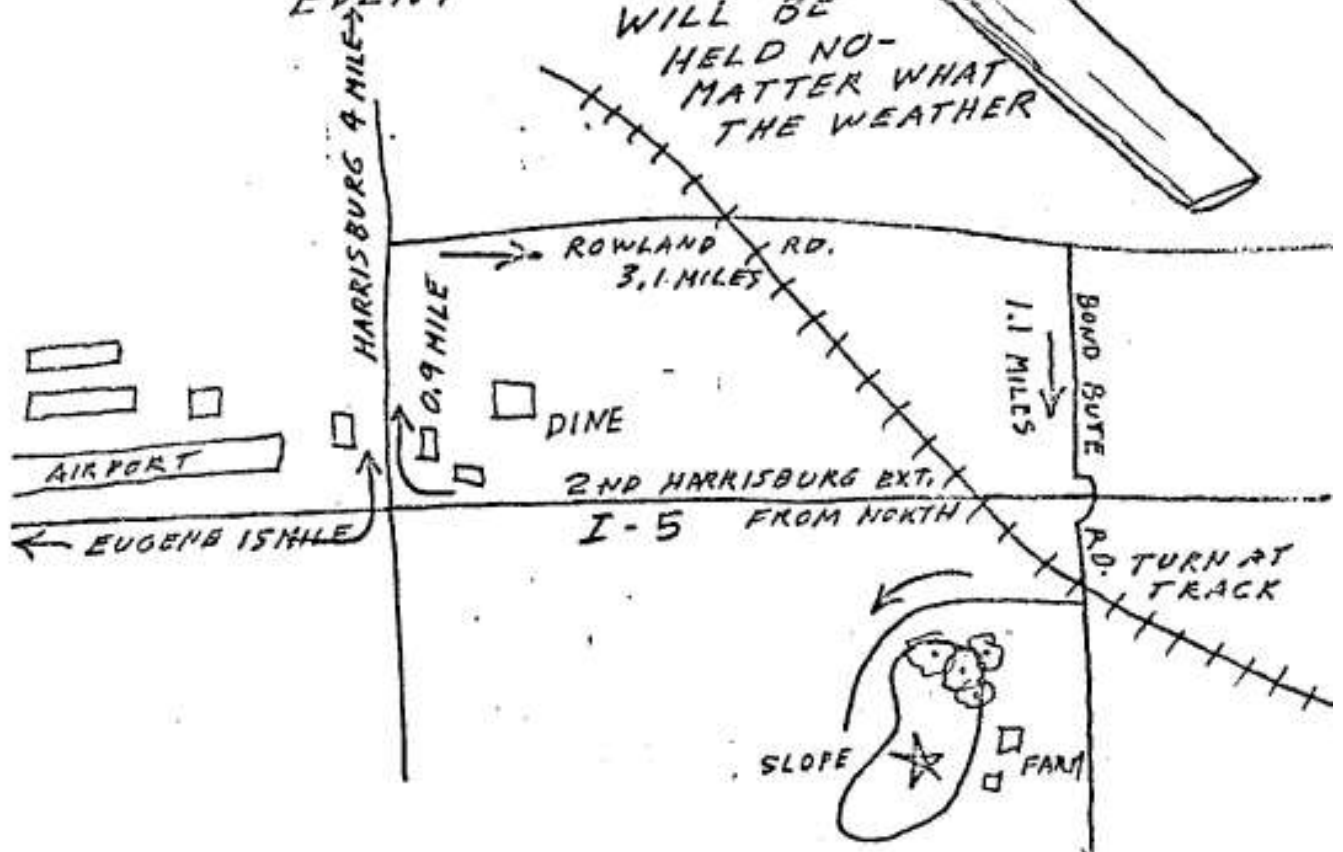 EVENT
WILL BE
HELD NO-
MATTER WHAT
THE WEATHER
HARRISBURG 4 MILE
ROWLAND RD.
3.1 MILES
0.9 MILE
1.1 MILES
BOND BUTE RD.
DINE
AIRPORT
2ND HARRISBURG EXT.
FROM NORTH
I-5
EUGENE 15 MILE
TURN AT
TRACK
SLOPE
FARM